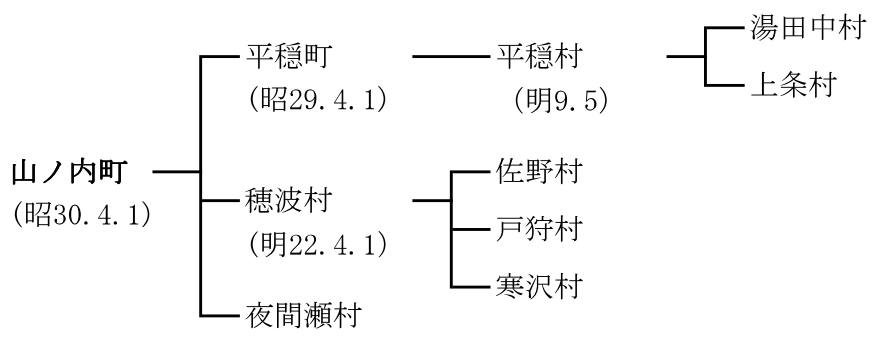 山ノ内町
(昭30.4.1)
平穏町
(昭29.4.1)
平穏村
(明9.5)
湯田中村
上条村
穂波村
(明22.4.1)
佐野村
戸狩村
寒沢村
夜間瀬村